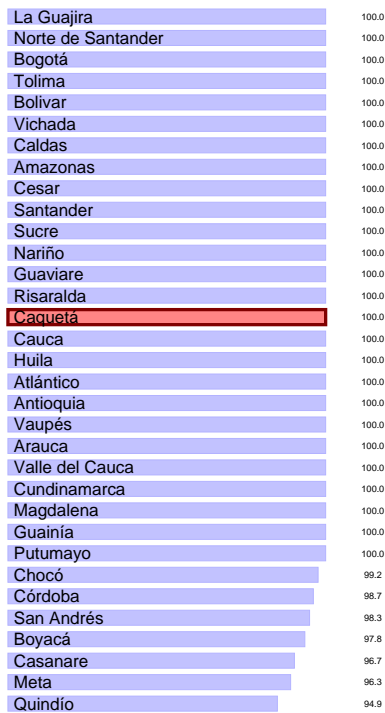 La Guajira 100.0
Norte de Santander 100.0
Bogotá 100.0
Tolima 100.0
Bolivar 100.0
Vichada 100.0
Caldas 100.0
Amazonas 100.0
Cesar 100.0
Santander 100.0
Sucre 100.0
Nariño 100.0
Guaviare 100.0
Risaralda 100.0
Caquetá 100.0
Cauca 100.0
Huila 100.0
Atlántico 100.0
Antioquia 100.0
Vaupés 100.0
Arauca 100.0
Valle del Cauca 100.0
Cundinamarca 100.0
Magdalena 100.0
Guainía 100.0
Putumayo 100.0
Chocó 99.2
Córdoba 98.7
San Andrés 98.3
Boyacá 97.8
Casanare 96.7
Meta 96.3
Quindío 94.9